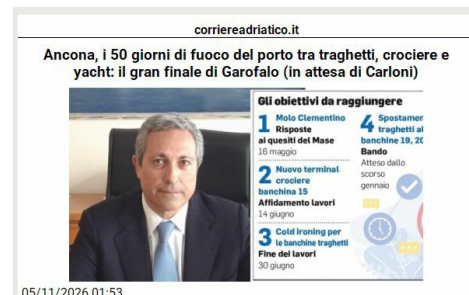 corriereadriatico.it
Ancona, i 50 giorni di fuoco del porto tra traghetti, crociere e
yacht: il gran finale di Garofalo (in attesa di Carloni)
Gli obiettivi da raggiungere
1 Molo Clementino
Risposte
ai quesiti del Mase
16 maggio
2 Nuovo terminal
crociere
banchina 15
Affidamento lavori
14 giugno
3 Cold ironing per
le banchine traghetti
Fine dei lavori
30 giugno
4 Spostamen
traghetti al
banchine 19, 20
Bando
Atteso dallo
scorso
gennaio
05/11/2026 01:53